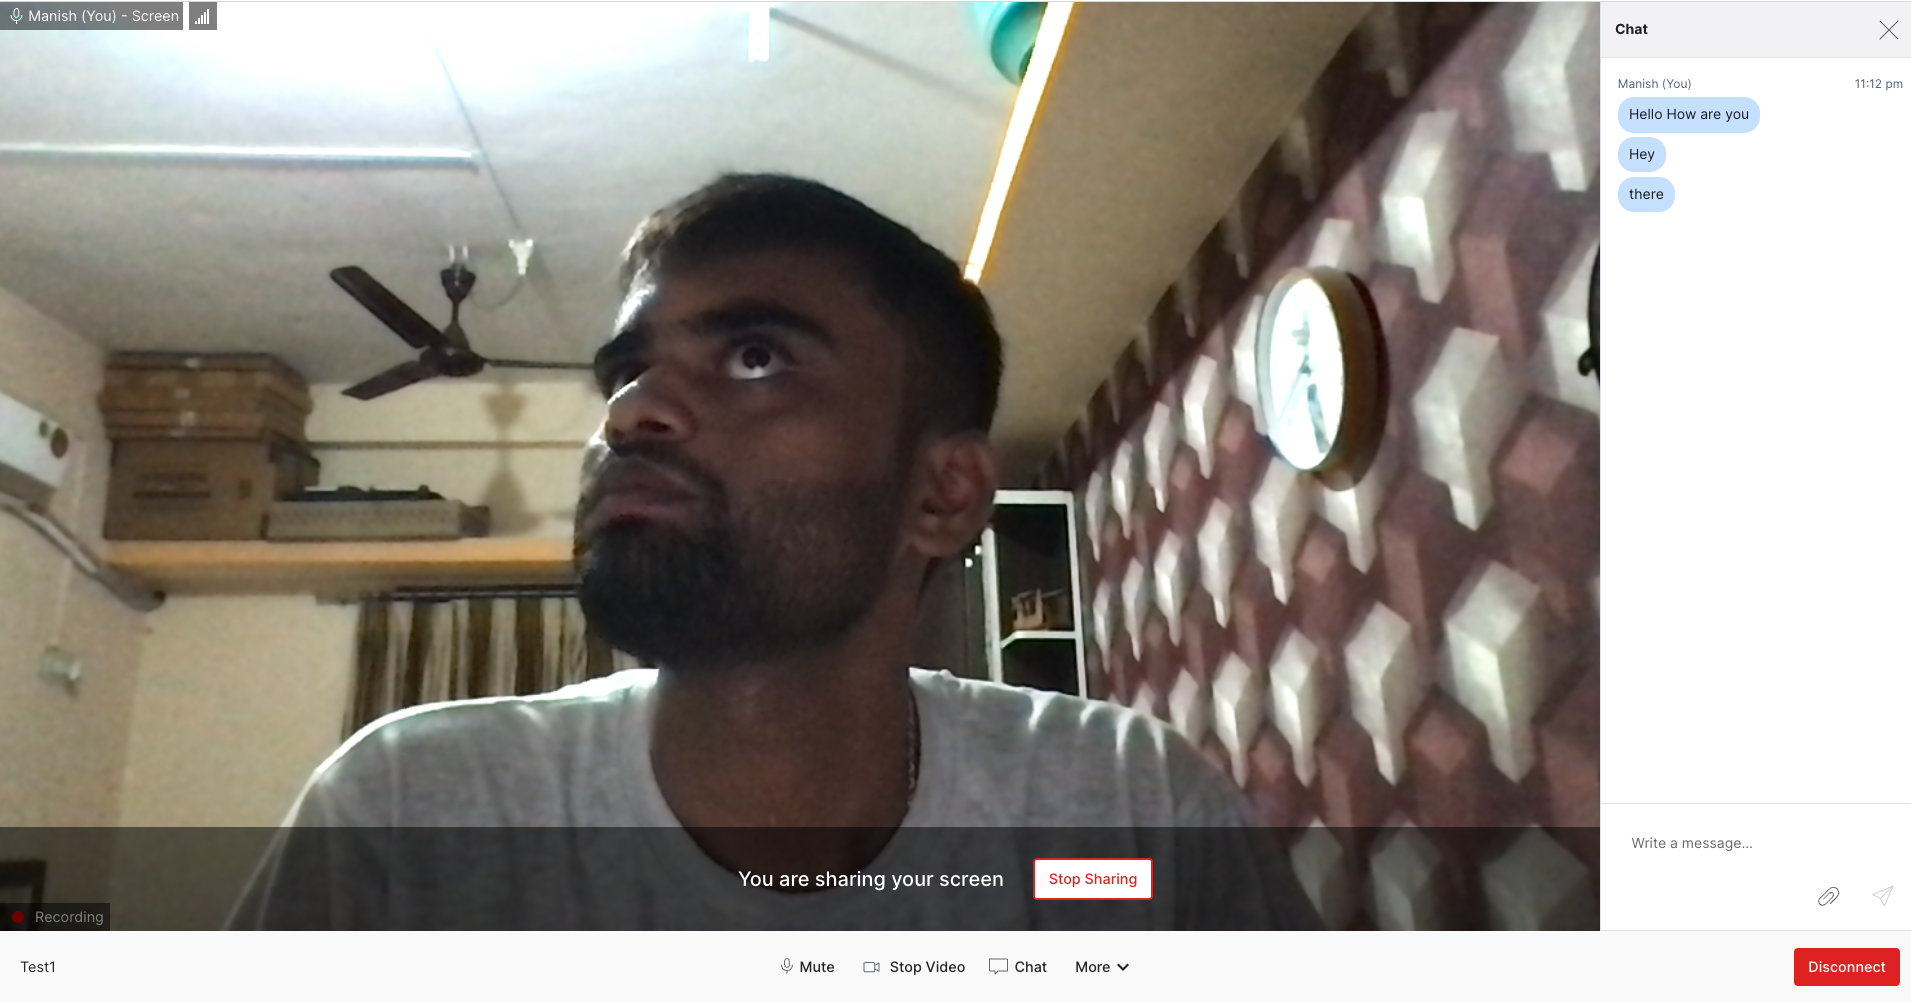 Manish (You) - Screen
Chat
Manish (You) 11:12 pm
Hello How are you
Hey
there
You are sharing your screen Stop Sharing
Write a message...
Recording
Test1 Mute Stop Video Chat More Disconnect